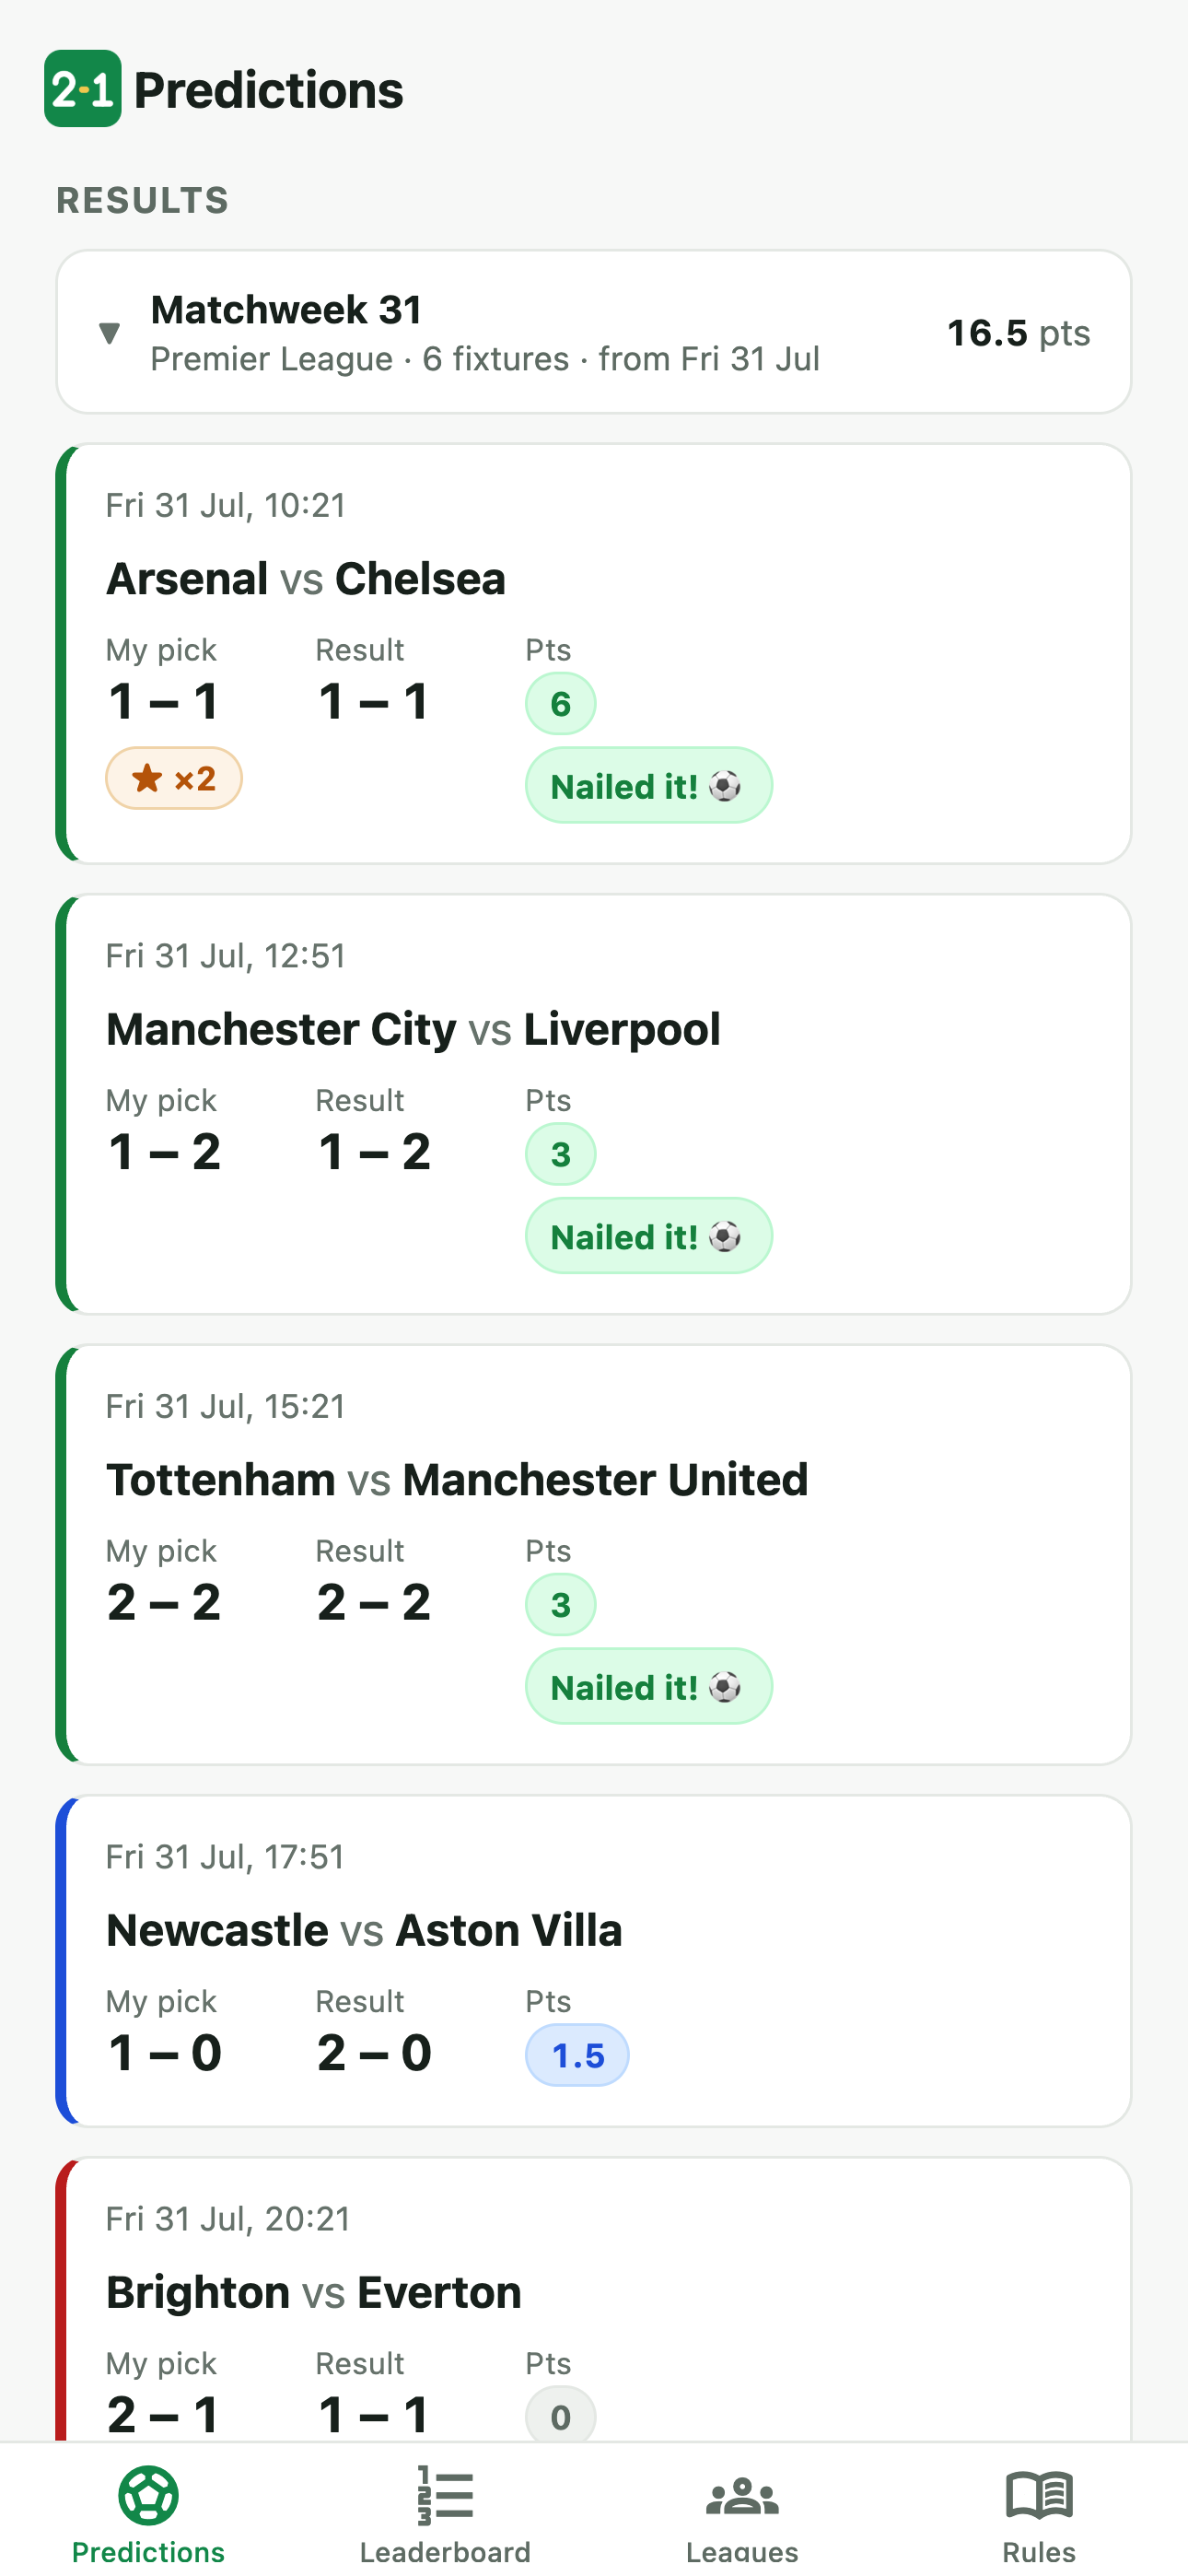 2-1 Predictions
RESULTS
▼ Matchweek 31
Premier League · 6 fixtures · from Fri 31 Jul
16.5 pts
Fri 31 Jul, 10:21
Arsenal vs Chelsea
My pick Result Pts
1 – 1 1 – 1 6
★ ×2 Nailed it! ⚽
Fri 31 Jul, 12:51
Manchester City vs Liverpool
My pick Result Pts
1 – 2 1 – 2 3
Nailed it! ⚽
Fri 31 Jul, 15:21
Tottenham vs Manchester United
My pick Result Pts
2 – 2 2 – 2 3
Nailed it! ⚽
Fri 31 Jul, 17:51
Newcastle vs Aston Villa
My pick Result Pts
1 – 0 2 – 0 1.5
Fri 31 Jul, 20:21
Brighton vs Everton
My pick Result Pts
2 – 1 1 – 1 0
Predictions Leaderboard Leagues Rules